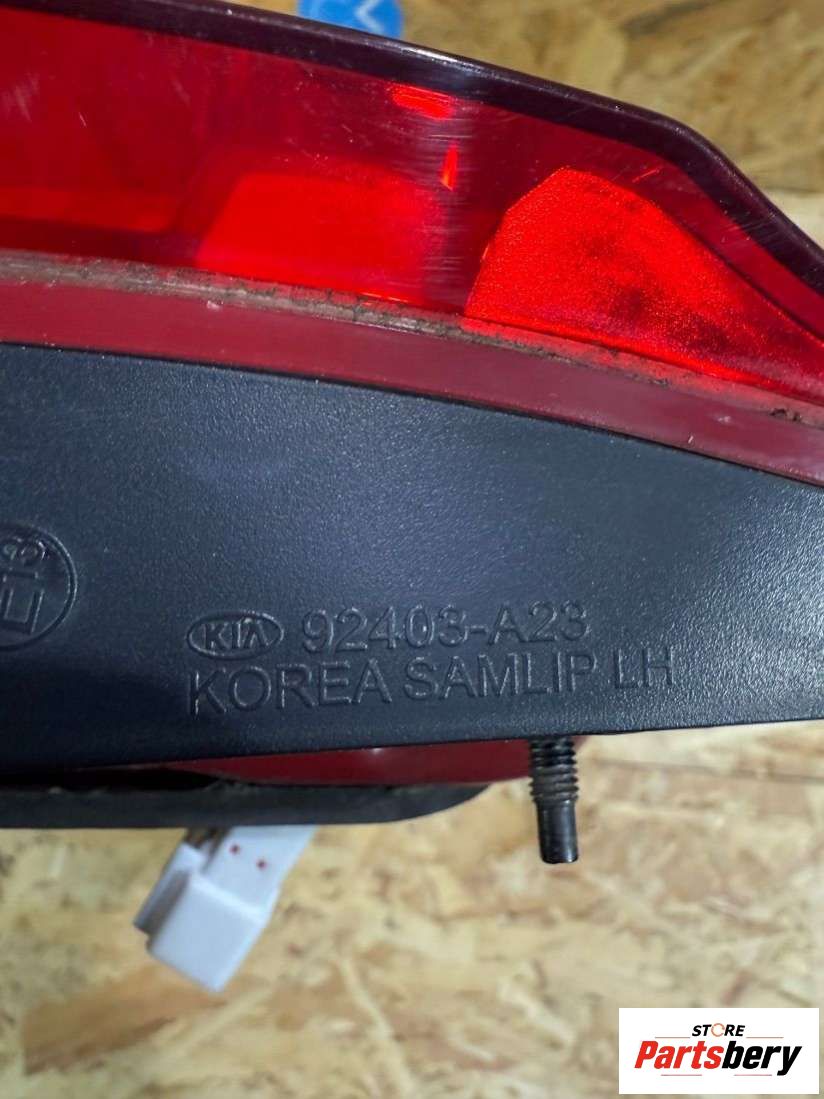 KIA 92403-A23
KOREA SAMLIP LH
STORE
Partsbery